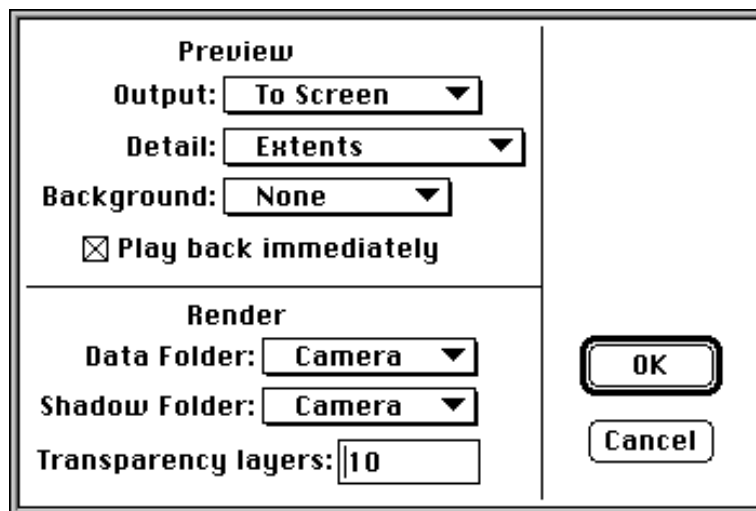 Preview
Output: To Screen
Detail: Extents
Background: None
Play back immediately
Render
Data Folder: Camera
Shadow Folder: Camera
Transparency layers: 10
OK
Cancel